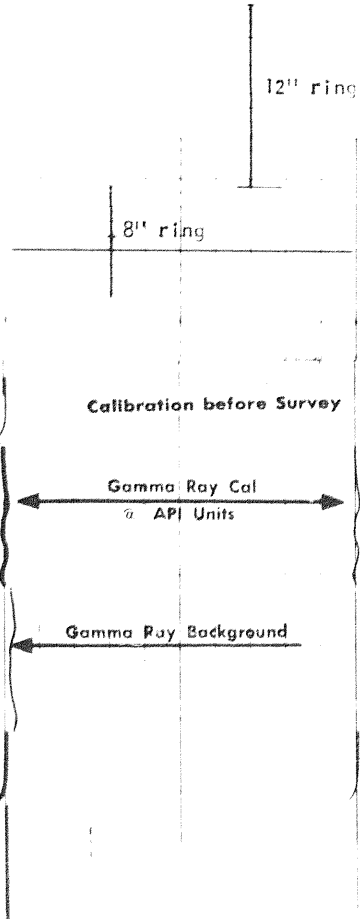 12" ring
8" ring
Calibration before Survey
Gamma Ray Cal
@ API Units
Gamma Ray Background